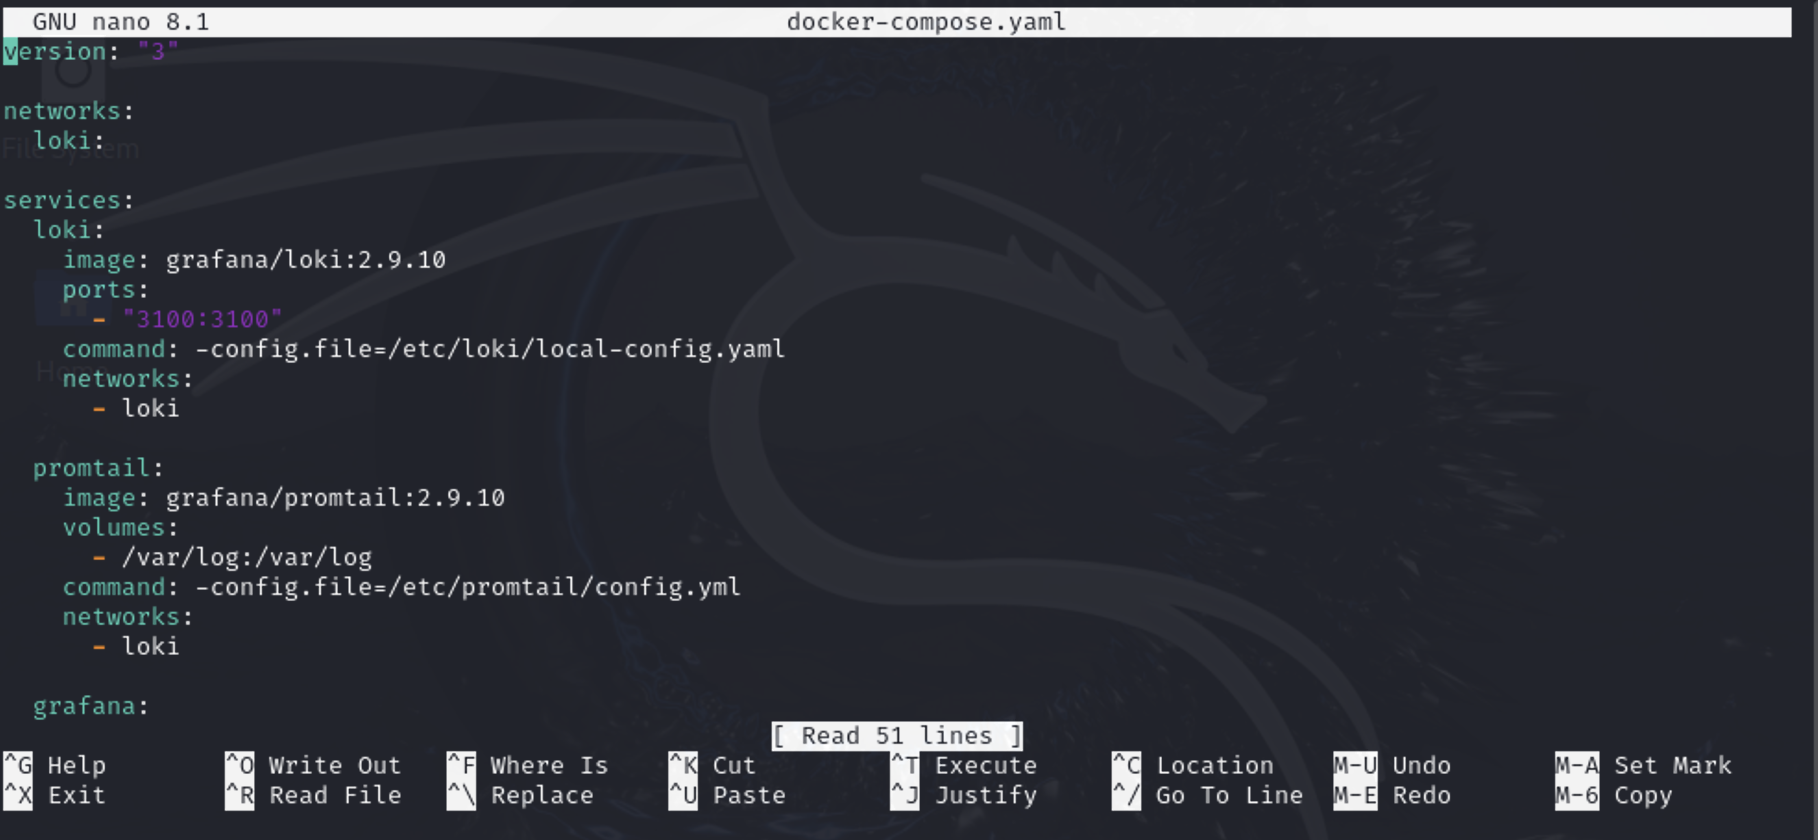 GNU nano 8.1 docker-compose.yaml
version: "3"

networks:
  loki:

services:
  loki:
    image: grafana/loki:2.9.10
    ports:
      - "3100:3100"
    command: -config.file=/etc/loki/local-config.yaml
    networks:
      - loki

  promtail:
    image: grafana/promtail:2.9.10
    volumes:
      - /var/log:/var/log
    command: -config.file=/etc/promtail/config.yml
    networks:
      - loki

  grafana:
[ Read 51 lines ]
^G Help ^O Write Out ^F Where Is ^K Cut ^T Execute ^C Location M-U Undo M-A Set Mark
^X Exit ^R Read File ^\ Replace ^U Paste ^J Justify ^/ Go To Line M-E Redo M-6 Copy
File System